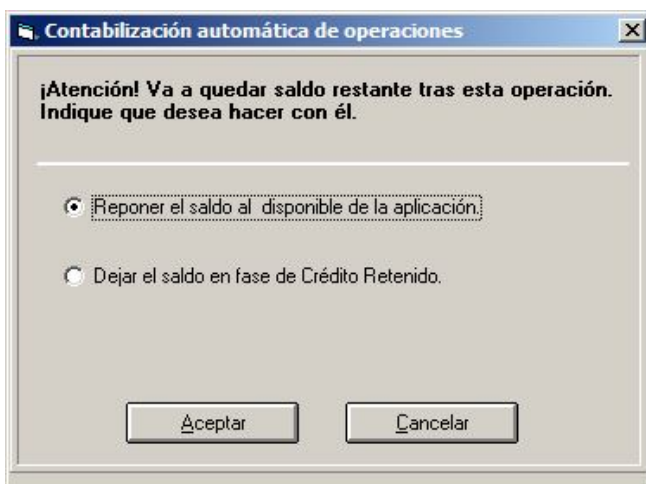 Contabilización automática de operaciones
¡Atención! Va a quedar saldo restante tras esta operación.
Indique que desea hacer con él.
Reponer el saldo al  disponible de la aplicación.
Dejar el saldo en fase de Crédito Retenido.
Aceptar
Cancelar